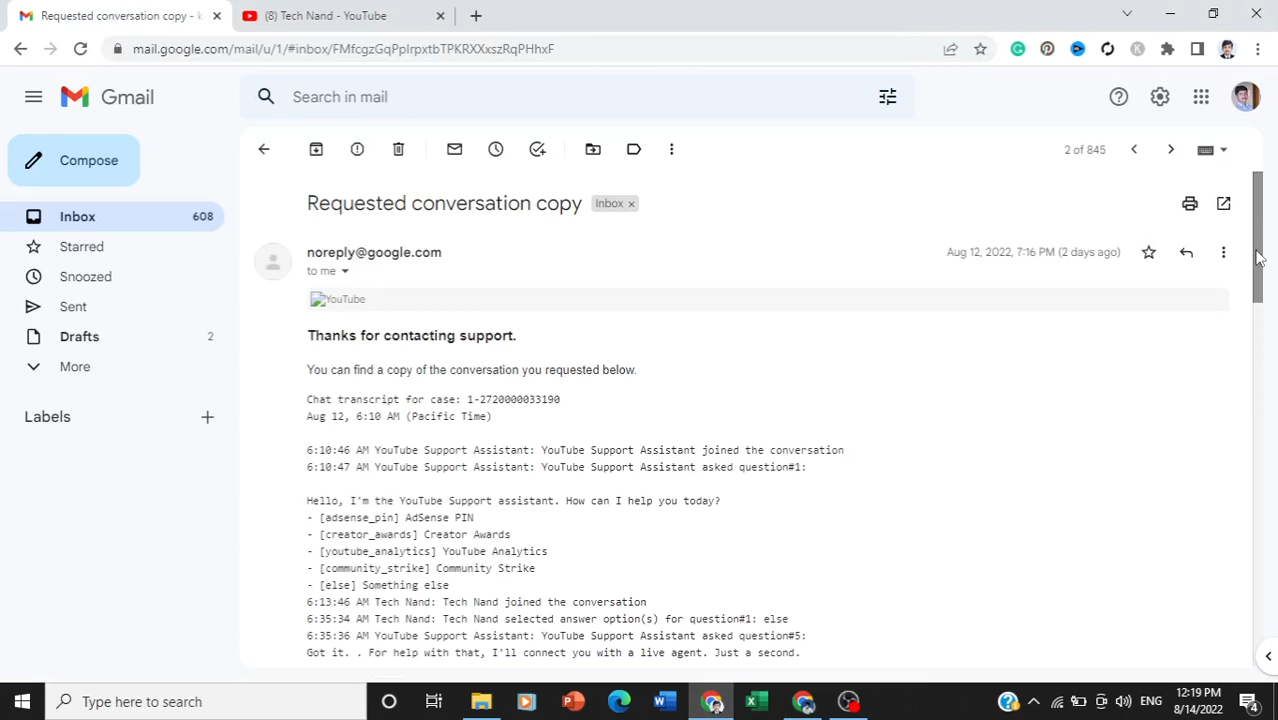 Requested conversation copy - k
(8) Tech Nand - YouTube
mail.google.com/mail/u/1/#inbox/FMfcgzGqPplrpxtbTPKRXXxszRqPHhxF
Gmail
Search in mail
Compose
2 of 845
Inbox 608
Starred
Snoozed
Sent
Drafts 2
More
Labels
Requested conversation copy Inbox x
noreply@google.com
Aug 12, 2022, 7:16 PM (2 days ago)
to me
YouTube
Thanks for contacting support.
You can find a copy of the conversation you requested below.
Chat transcript for case: 1-2720000033190
Aug 12, 6:10 AM (Pacific Time)
6:10:46 AM YouTube Support Assistant: YouTube Support Assistant joined the conversation
6:10:47 AM YouTube Support Assistant: YouTube Support Assistant asked question#1:
Hello, I'm the YouTube Support assistant. How can I help you today?
- [adsense_pin] AdSense PIN
- [creator_awards] Creator Awards
- [youtube_analytics] YouTube Analytics
- [community_strike] Community Strike
- [else] Something else
6:13:46 AM Tech Nand: Tech Nand joined the conversation
6:35:34 AM Tech Nand: Tech Nand selected answer option(s) for question#1: else
6:35:36 AM YouTube Support Assistant: YouTube Support Assistant asked question#5:
Got it. . For help with that, I'll connect you with a live agent. Just a second.
Type here to search
ENG
12:19 PM
8/14/2022
4